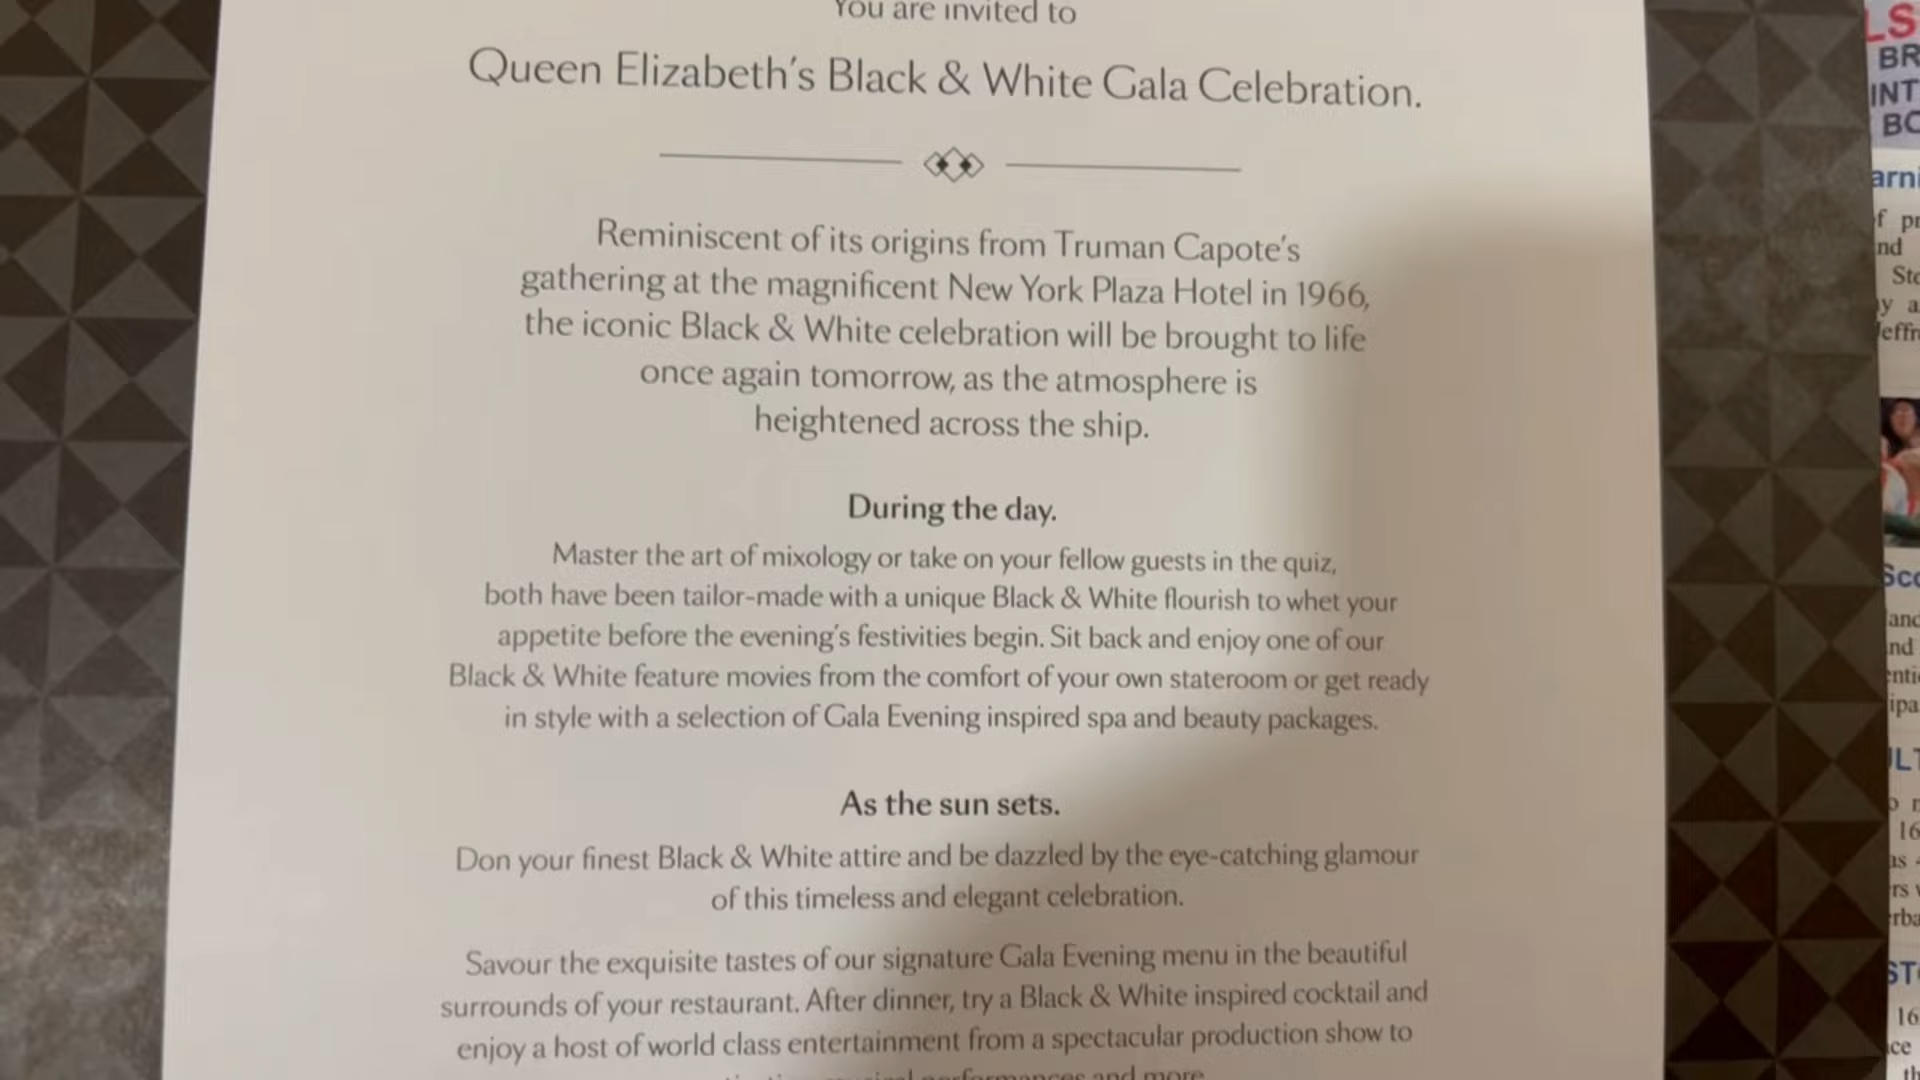 You are invited to
Queen Elizabeth's Black & White Gala Celebration.
Reminiscent of its origins from Truman Capote's
gathering at the magnificent New York Plaza Hotel in 1966,
the iconic Black & White celebration will be brought to life
once again tomorrow, as the atmosphere is
heightened across the ship.
During the day.
Master the art of mixology or take on your fellow guests in the quiz,
both have been tailor-made with a unique Black & White flourish to whet your
appetite before the evening's festivities begin. Sit back and enjoy one of our
Black & White feature movies from the comfort of your own stateroom or get ready
in style with a selection of Gala Evening inspired spa and beauty packages.
As the sun sets.
Don your finest Black & White attire and be dazzled by the eye-catching glamour
of this timeless and elegant celebration.
Savour the exquisite tastes of our signature Gala Evening menu in the beautiful
surrounds of your restaurant. After dinner, try a Black & White inspired cocktail and
enjoy a host of world class entertainment from a spectacular production show to
performances and more
LS
BR
INT
BO